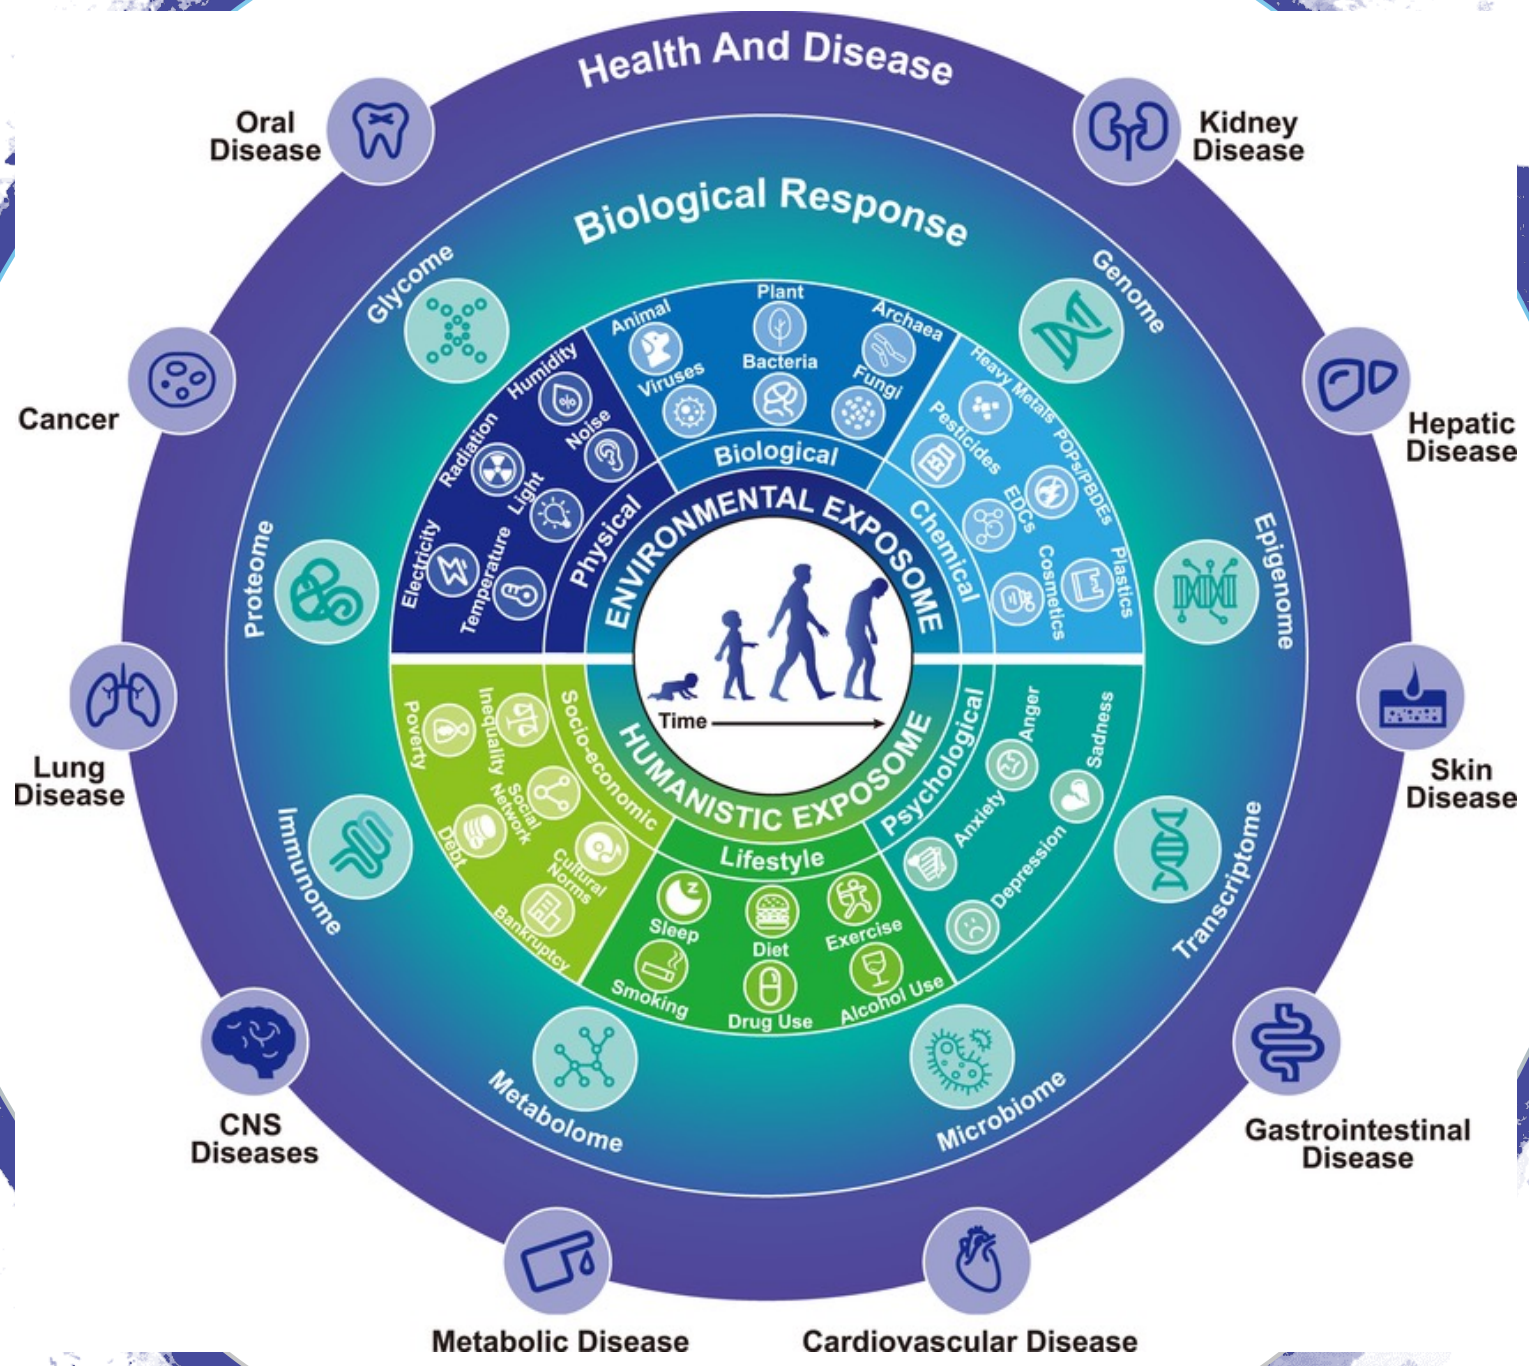 Health And Disease
Oral
Disease
Kidney
Disease
Cancer
Hepatic
Disease
Lung
Disease
Skin
Disease
CNS
Diseases
Gastrointestinal
Disease
Metabolic Disease
Cardiovascular Disease
Biological Response
Glycome
Genome
Proteome
Epigenome
Immunome
Transcriptome
Metabolome
Microbiome
ENVIRONMENTAL EXPOSOME
Physical
Humidity
Noise
Radiation
Light
Electricity
Temperature
Biological
Animal
Plant
Archaea
Viruses
Bacteria
Fungi
Chemical
Heavy Metals
Pesticides
POPs/PBDEs
EDCs
Plastics
Cosmetics
Time
HUMANISTIC EXPOSOME
Socio-economic
Poverty
Inequality
Social
Network
Debt
Cultural
Norms
Bankruptcy
Lifestyle
Sleep
Diet
Exercise
Smoking
Drug Use
Alcohol Use
Z
Psychological
Anger
Sadness
Anxiety
Depression
%